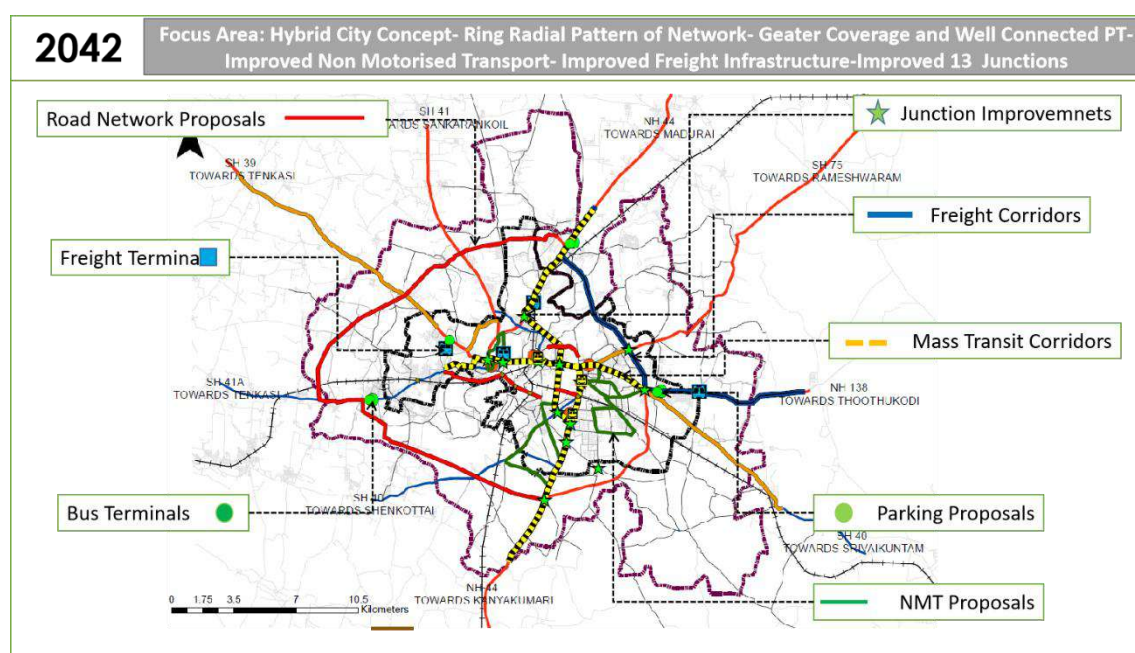 2042
Focus Area: Hybrid City Concept- Ring Radial Pattern of Network- Geater Coverage and Well Connected PT-
Improved Non Motorised Transport- Improved Freight Infrastructure-Improved 13 Junctions
Road Network Proposals
SH 41
ARDS SANKARANKOIL
NH 44
TOWARDS MADURAI
Junction Improvemnets
SH 39
TOWARDS TENKASI
SH 75
TOWARDS RAMESHWARAM
Freight Corridors
Freight Termina
Mass Transit Corridors
SH 41A
TOWARDS TENKASI
NH 138
TOWARDS THOOTHUKODI
Bus Terminals
SH 40
TOWARDS SHENKOTTAI
Parking Proposals
SH 40
TOWARDS SRIVAIKUNTAM
NH 44
TOWARDS KANYAKUMARI
NMT Proposals
0 1.75 3.5 7 10.5
Kilometers